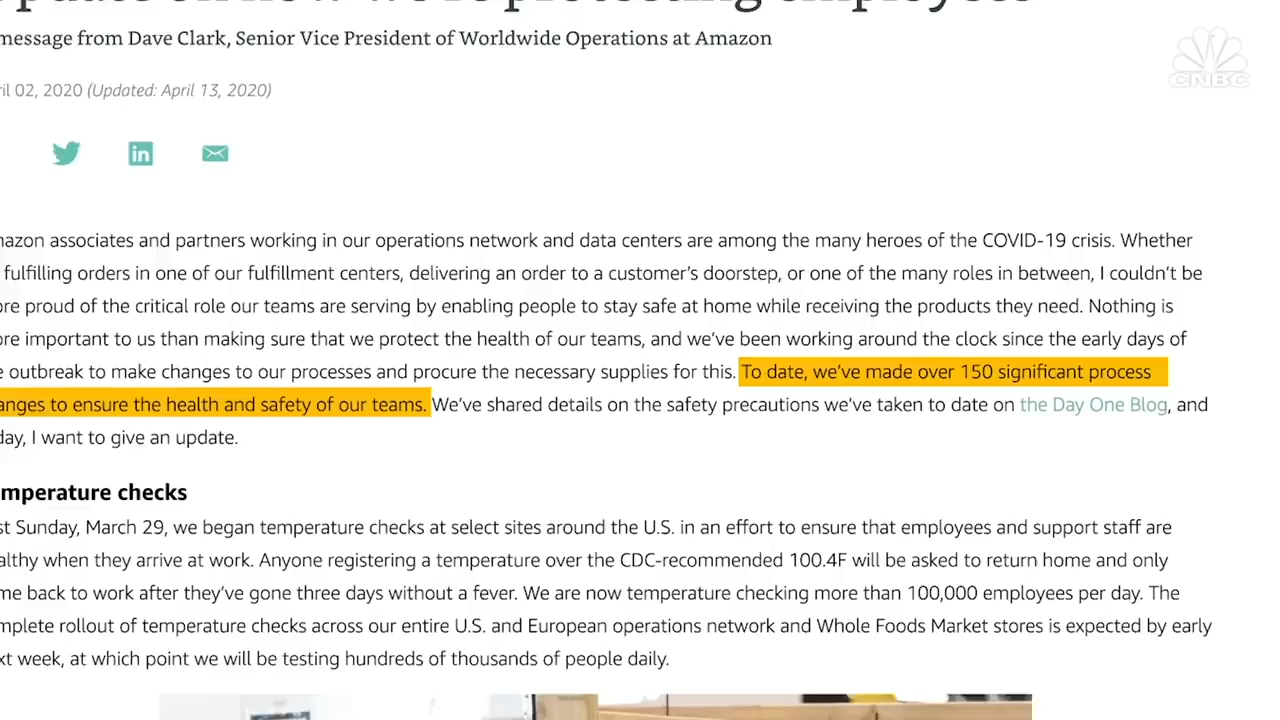 Update on how we're protecting employees
message from Dave Clark, Senior Vice President of Worldwide Operations at Amazon
CNBC
ril 02, 2020 (Updated: April 13, 2020)
in
mazon associates and partners working in our operations network and data centers are among the many heroes of the COVID-19 crisis. Whether
fulfilling orders in one of our fulfillment centers, delivering an order to a customer's doorstep, or one of the many roles in between, I couldn't be
ore proud of the critical role our teams are serving by enabling people to stay safe at home while receiving the products they need. Nothing is
ore important to us than making sure that we protect the health of our teams, and we've been working around the clock since the early days of
e outbreak to make changes to our processes and procure the necessary supplies for this. To date, we've made over 150 significant process
anges to ensure the health and safety of our teams. We've shared details on the safety precautions we've taken to date on the Day One Blog, and
day, I want to give an update.
mperature checks
st Sunday, March 29, we began temperature checks at select sites around the U.S. in an effort to ensure that employees and support staff are
althy when they arrive at work. Anyone registering a temperature over the CDC-recommended 100.4F will be asked to return home and only
me back to work after they've gone three days without a fever. We are now temperature checking more than 100,000 employees per day. The
mplete rollout of temperature checks across our entire U.S. and European operations network and Whole Foods Market stores is expected by early
xt week, at which point we will be testing hundreds of thousands of people daily.